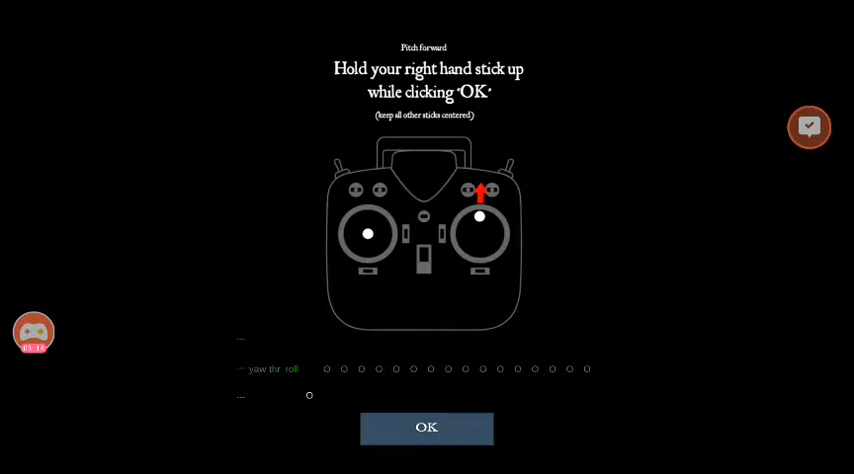 Pitch forward
Hold your right hand stick up
while clicking 'OK'
(keep all other sticks centered)
---
--- yaw thr roll O O O O O O O O O O O O O O O O
--- O
OK